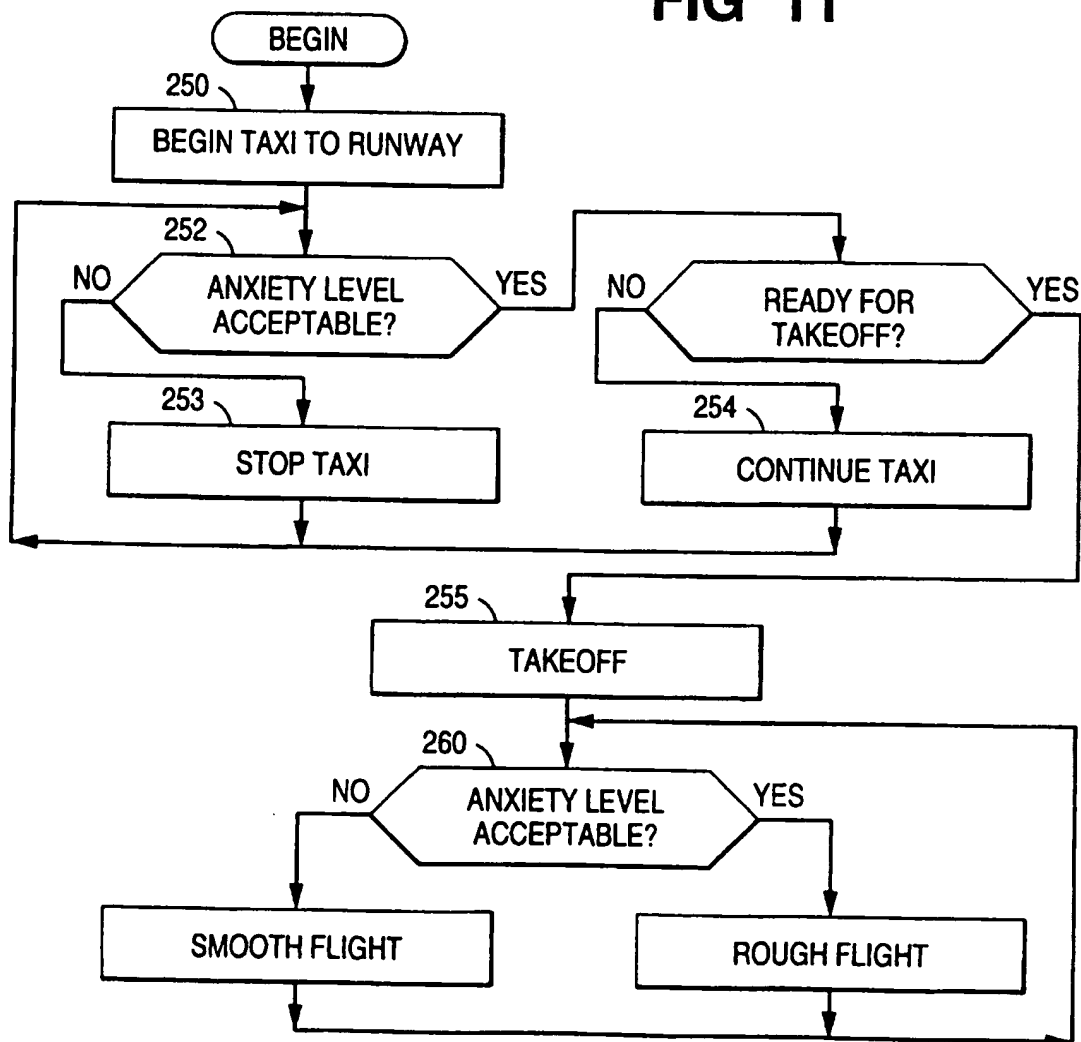 FIG 11
BEGIN
250
BEGIN TAXI TO RUNWAY
252
NO
ANXIETY LEVEL
ACCEPTABLE?
YES
NO
READY FOR
TAKEOFF?
YES
253
STOP TAXI
254
CONTINUE TAXI
255
TAKEOFF
260
NO
ANXIETY LEVEL
ACCEPTABLE?
YES
SMOOTH FLIGHT
ROUGH FLIGHT